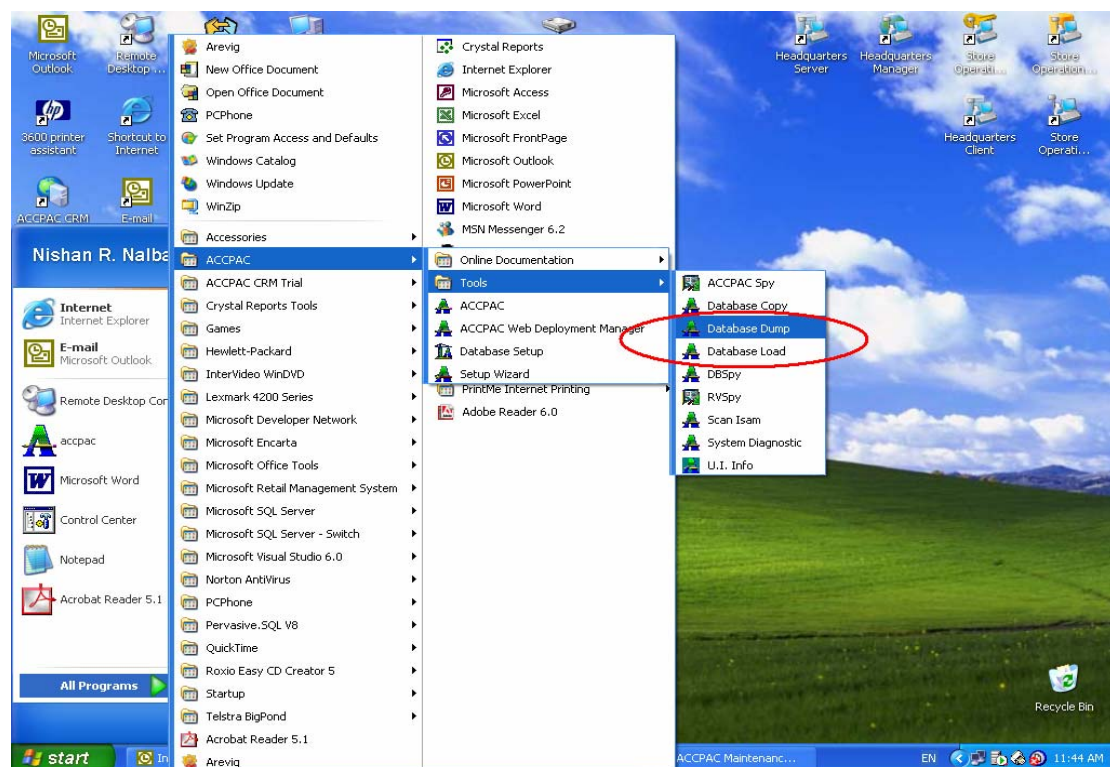 Microsoft
Outlook
Remote
Desktop ...
3600 printer
assistant
Shortcut to
Internet
ACCPAC CRM
E-mail
Headquarters
Server
Headquarters
Manager
Store
Operati...
Store
Operation...
Headquarters
Client
Store
Operati...
Nishan R. Nalba
Internet
Internet Explorer
E-mail
Microsoft Outlook
Remote Desktop Con
accpac
Microsoft Word
Control Center
Notepad
Acrobat Reader 5.1
All Programs
Arevig
New Office Document
Open Office Document
PCPhone
Set Program Access and Defaults
Windows Catalog
Windows Update
WinZip
Accessories
ACCPAC
ACCPAC CRM Trial
Crystal Reports Tools
Games
Hewlett-Packard
InterVideo WinDVD
Lexmark 4200 Series
Microsoft Developer Network
Microsoft Encarta
Microsoft Office Tools
Microsoft Retail Management System
Microsoft SQL Server
Microsoft SQL Server - Switch
Microsoft Visual Studio 6.0
Norton AntiVirus
PCPhone
Pervasive.SQL V8
QuickTime
Roxio Easy CD Creator 5
Startup
Telstra BigPond
Acrobat Reader 5.1
Arevig
Crystal Reports
Internet Explorer
Microsoft Access
Microsoft Excel
Microsoft FrontPage
Microsoft Outlook
Microsoft PowerPoint
Microsoft Word
MSN Messenger 6.2
Online Documentation
Tools
ACCPAC
ACCPAC Web Deployment Manager
Database Setup
Setup Wizard
PrintMe Internet Printing
Adobe Reader 6.0
ACCPAC Spy
Database Copy
Database Dump
Database Load
DBSpy
RVSpy
Scan Isam
System Diagnostic
U.I. Info
Recycle Bin
start
In
ACCPAC Maintenanc...
EN
11:44 AM